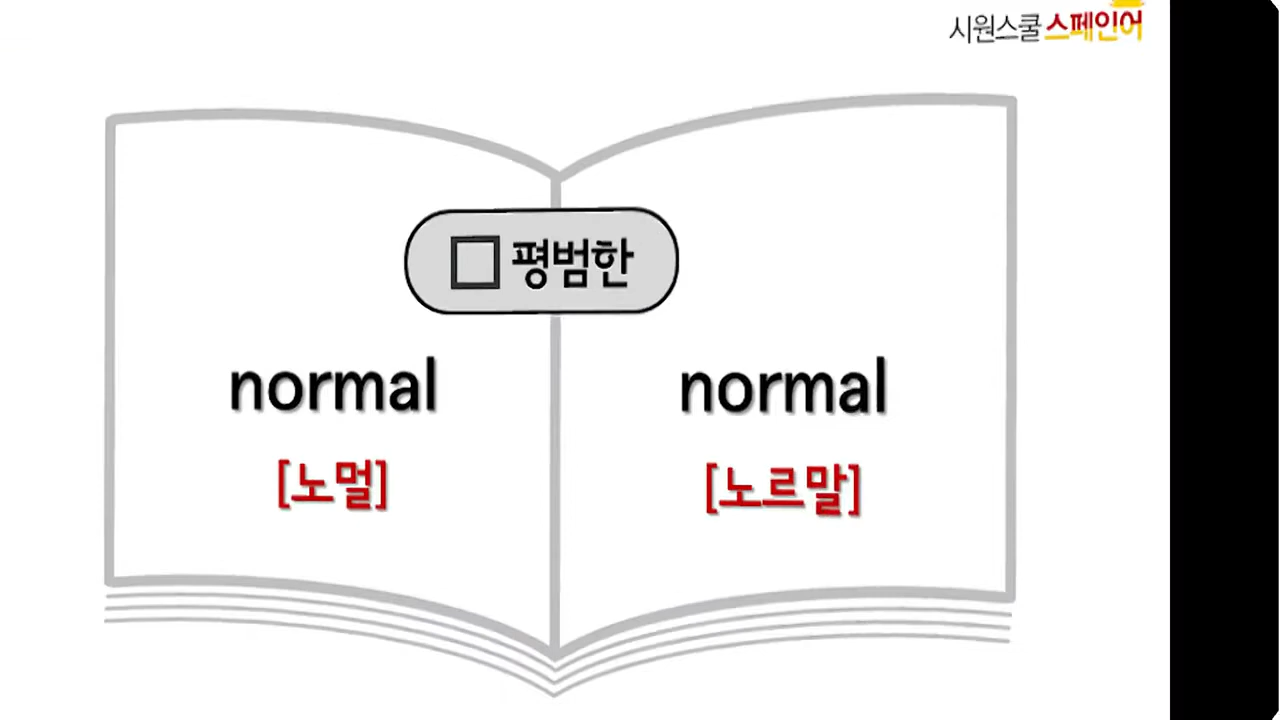 시원스쿨 스페인어
평범한
normal
[노멀]
normal
[노르말]